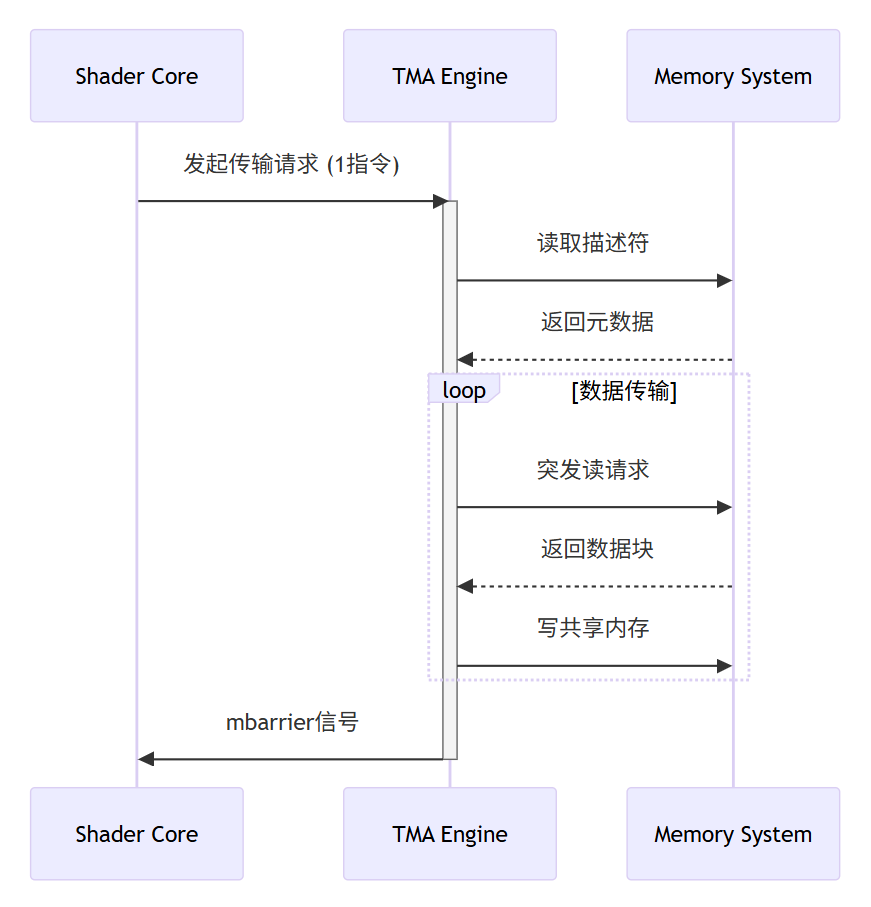 Shader Core
TMA Engine
Memory System
发起传输请求 (1指令)
读取描述符
返回元数据
loop
[数据传输]
突发读请求
返回数据块
写共享内存
mbarrier信号
Shader Core
TMA Engine
Memory System